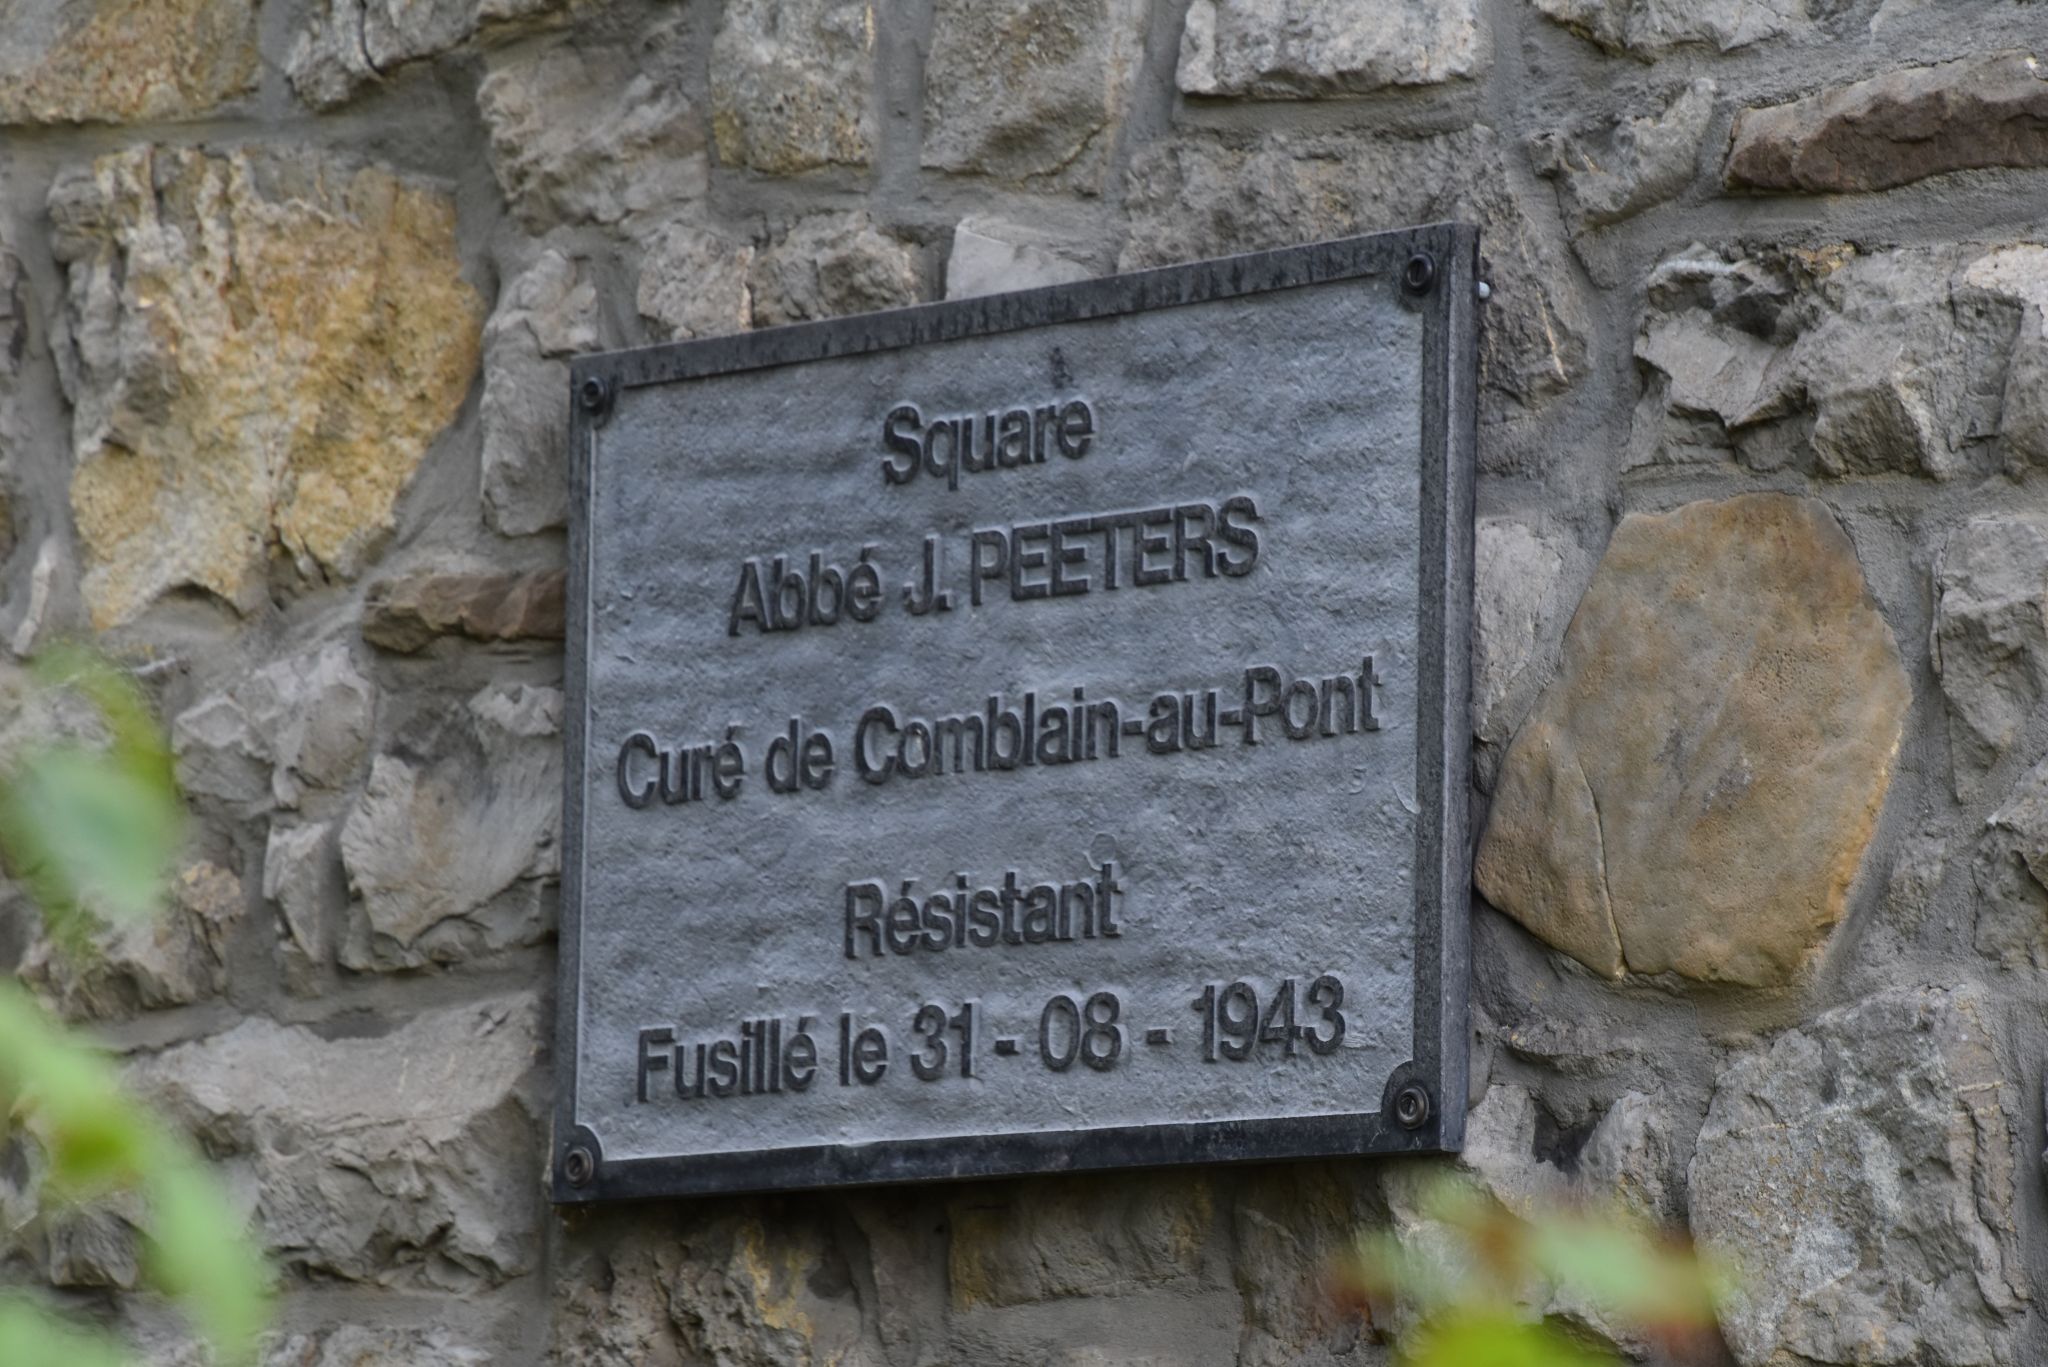 Square
Abbé J. PEETERS
Curé de Comblain-au-Pont
Résistant
Fusillé le 31 - 08 - 1943